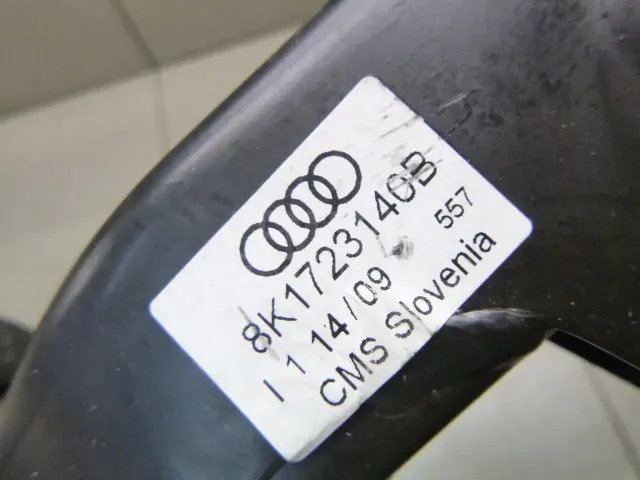 8K1723140B
I 1 14/09 557
CMS Slovenia